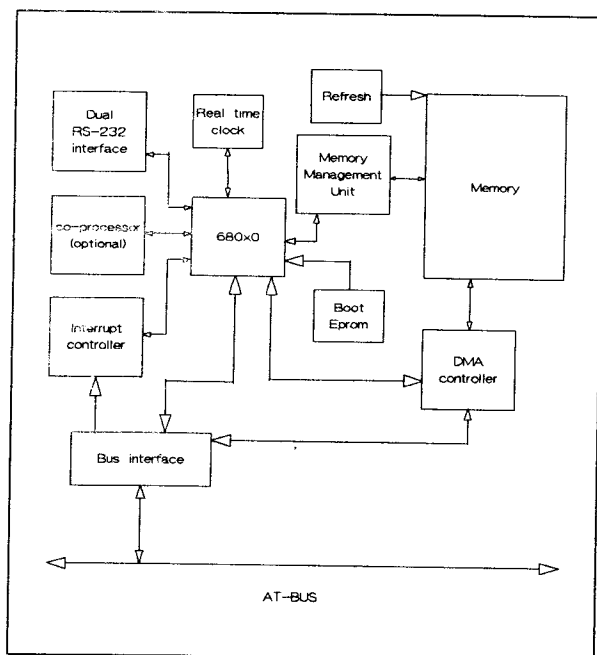 Refresh
Dual
RS-232
interface
Real time
clock
Memory
Management
Unit
Memory
co-processor
(optional)
680x0
Boot
Eprom
Interrupt
controller
DMA
controller
Bus interface
AT-BUS